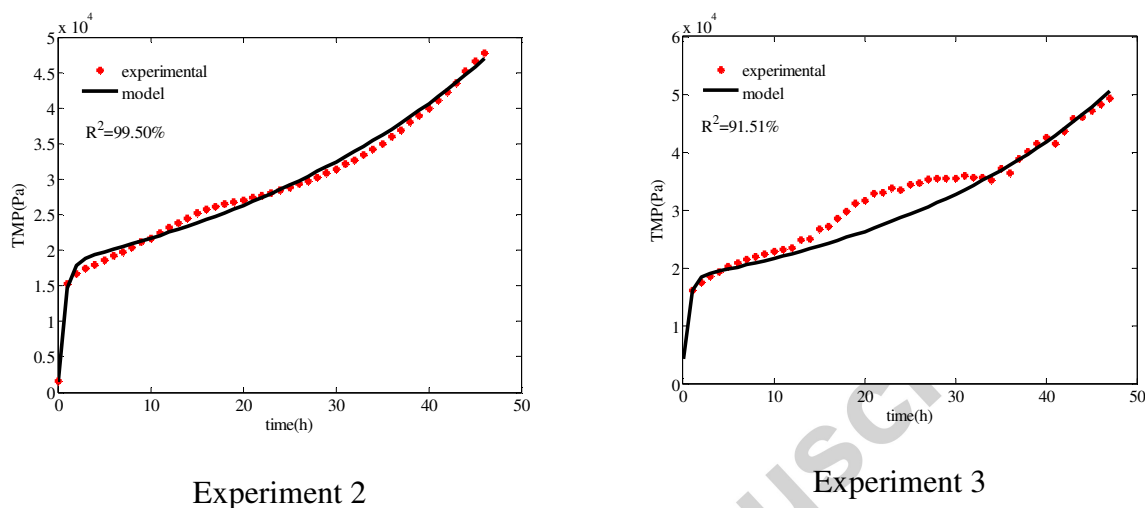 x 10^4
5
4.5
4
3.5
3
2.5
2
1.5
1
0.5
0
TMP(Pa)
experimental
model
R^2=99.50%
0 10 20 30 40 50
time(h)
Experiment 2
x 10^4
6
5
4
3
2
1
0
TMP(Pa)
experimental
model
R^2=91.51%
0 10 20 30 40 50
time(h)
Experiment 3